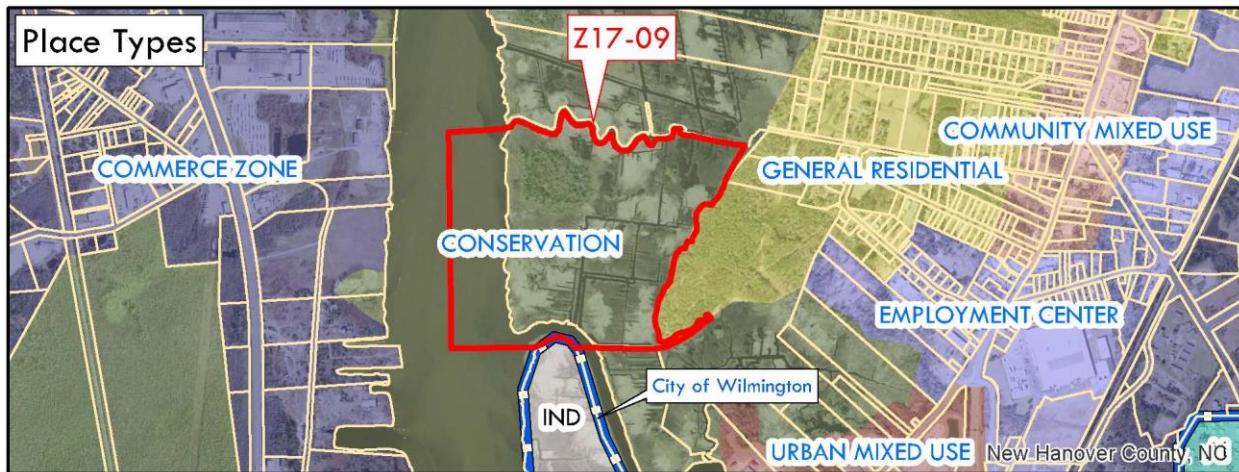 Place Types
Z17-09
COMMERCE ZONE
COMMUNITY MIXED USE
GENERAL RESIDENTIAL
CONSERVATION
EMPLOYMENT CENTER
City of Wilmington
IND
URBAN MIXED USE
New Hanover County, NC